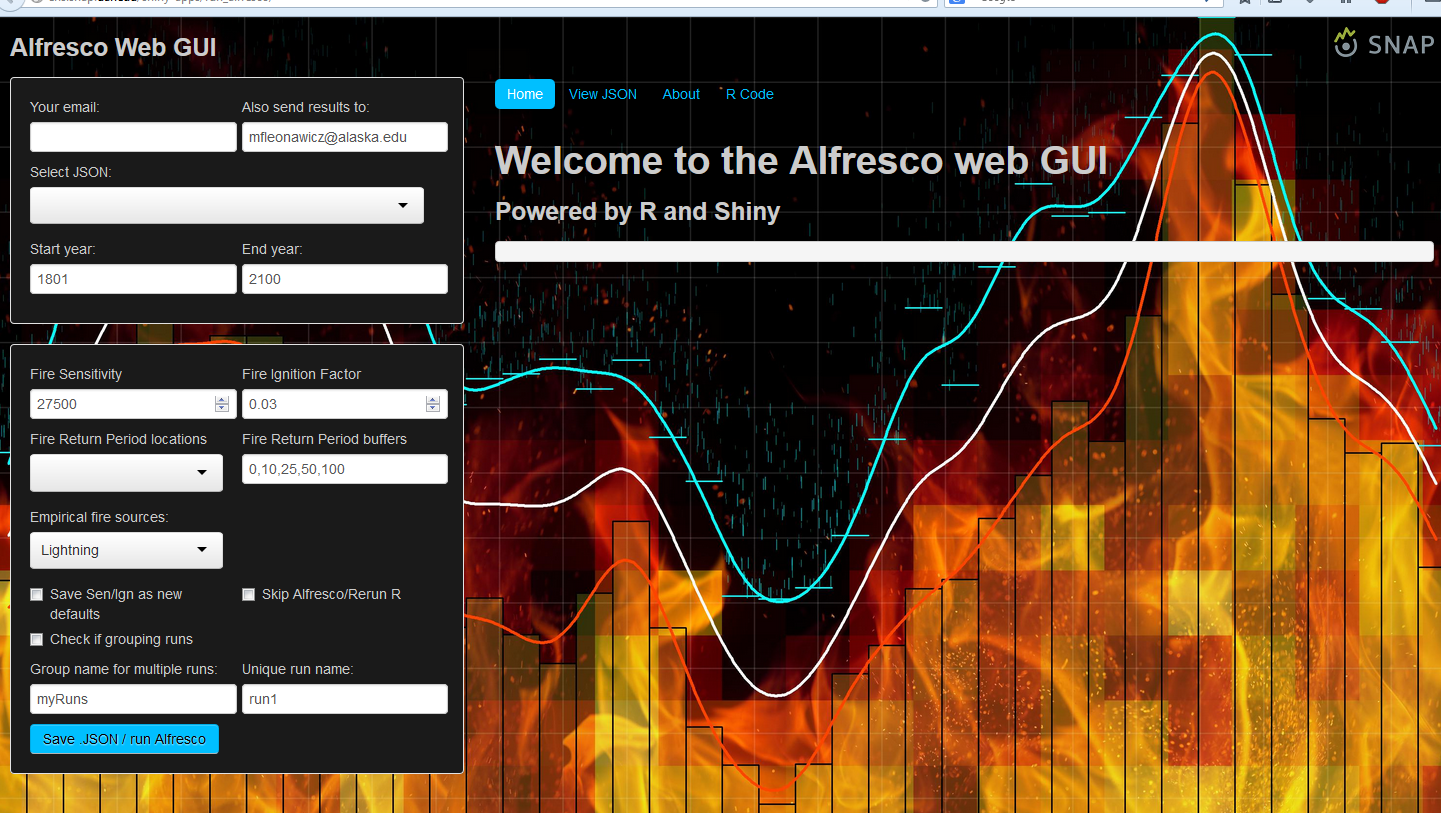 Alfresco Web GUI
SNAP
Your email:
Also send results to:
mfleonawicz@alaska.edu
Select JSON:
Start year:
End year:
1801
2100
Home
View JSON
About
R Code
Welcome to the Alfresco web GUI
Powered by R and Shiny
Fire Sensitivity
Fire Ignition Factor
27500
0.03
Fire Return Period locations
Fire Return Period buffers
0,10,25,50,100
Empirical fire sources:
Lightning
Save Sen/Ign as new
defaults
Skip Alfresco/Rerun R
Check if grouping runs
Group name for multiple runs:
Unique run name:
myRuns
run1
Save .JSON / run Alfresco